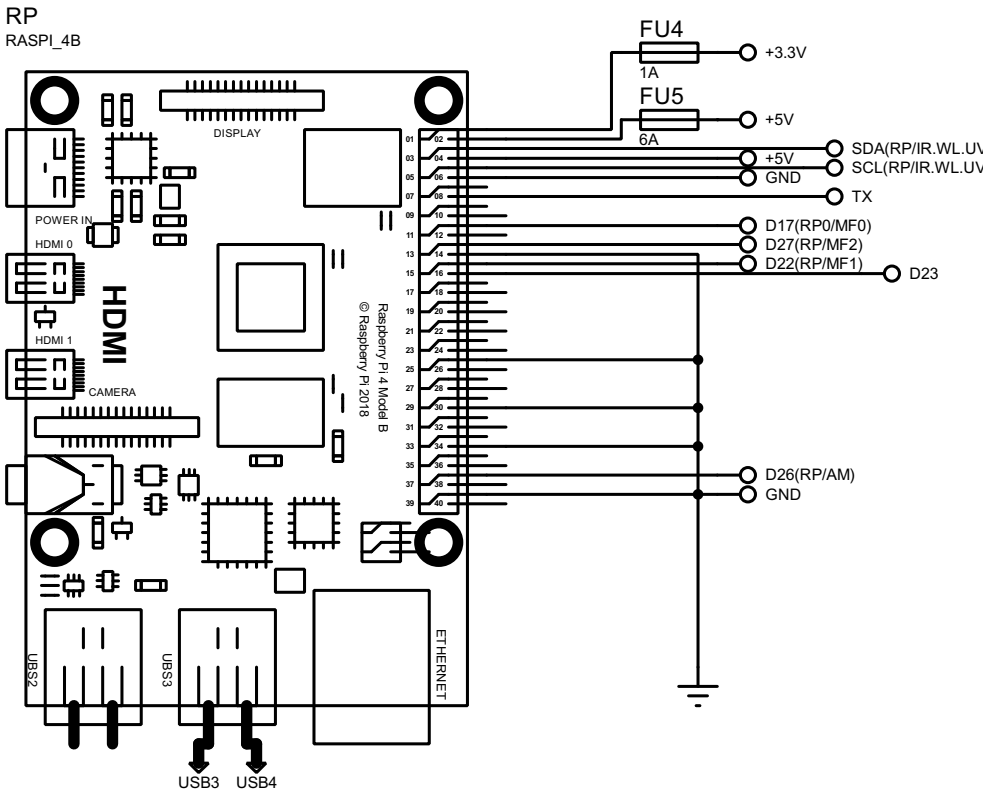 RP
RASPI_4B
FU4
1A
+3.3V
FU5
6A
+5V
SDA(RP/IR.WL.UV
+5V
SCL(RP/IR.WL.UV
GND
TX
D17(RP0/MF0)
D27(RP/MF2)
D22(RP/MF1)
D23
D26(RP/AM)
GND
DISPLAY
POWER IN
HDMI 0
HDMI
HDMI 1
CAMERA
Raspberry Pi 4 Model B
© Raspberry Pi 2018
01 02
03 04
05 06
07 08
09 10
11 12
13 14
15 16
17 18
19 20
21 22
23 24
25 26
27 28
29 30
31 32
33 34
35 36
37 38
39 40
UBS2
UBS3
ETHERNET
USB3 USB4